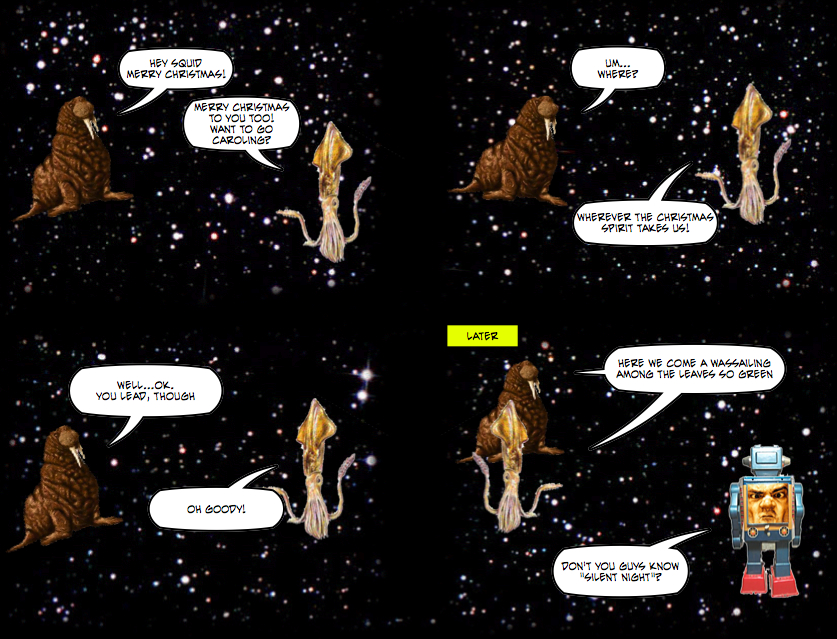 HEY SQUID
MERRY CHRISTMAS!
MERRY CHRISTMAS
TO YOU TOO!
WANT TO GO
CAROLING?
UM...
WHERE?
WHEREVER THE CHRISTMAS
SPIRIT TAKES US!
WELL...OK.
YOU LEAD, THOUGH
OH GOODY!
LATER
HERE WE COME A WASSAILING
AMONG THE LEAVES SO GREEN
DON'T YOU GUYS KNOW
"SILENT NIGHT"?